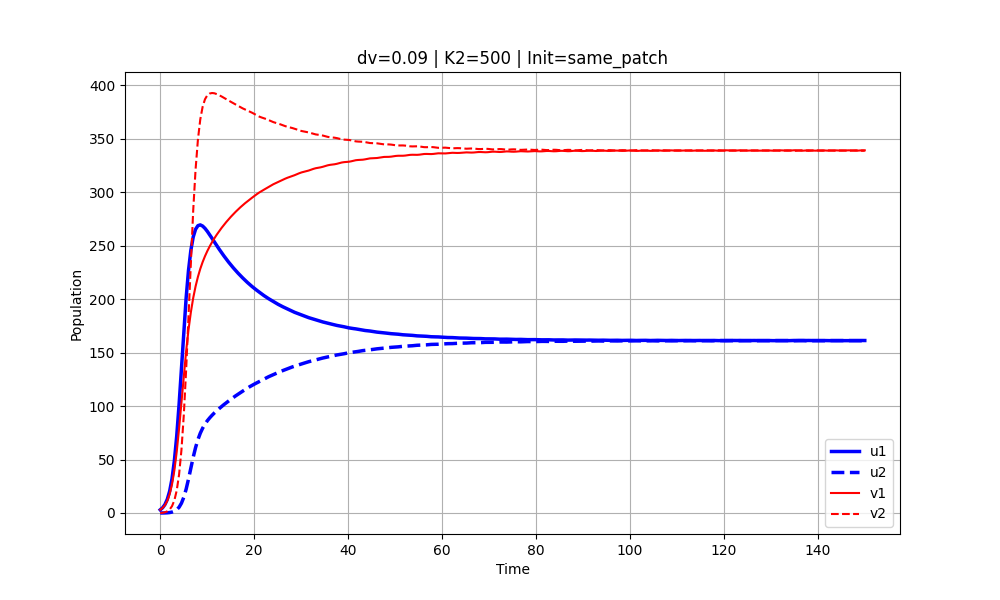 dv=0.09 | K2=500 | Init=same_patch
Population
400
350
300
250
200
150
100
50
0
0 20 40 60 80 100 120 140
Time
u1
u2
v1
v2